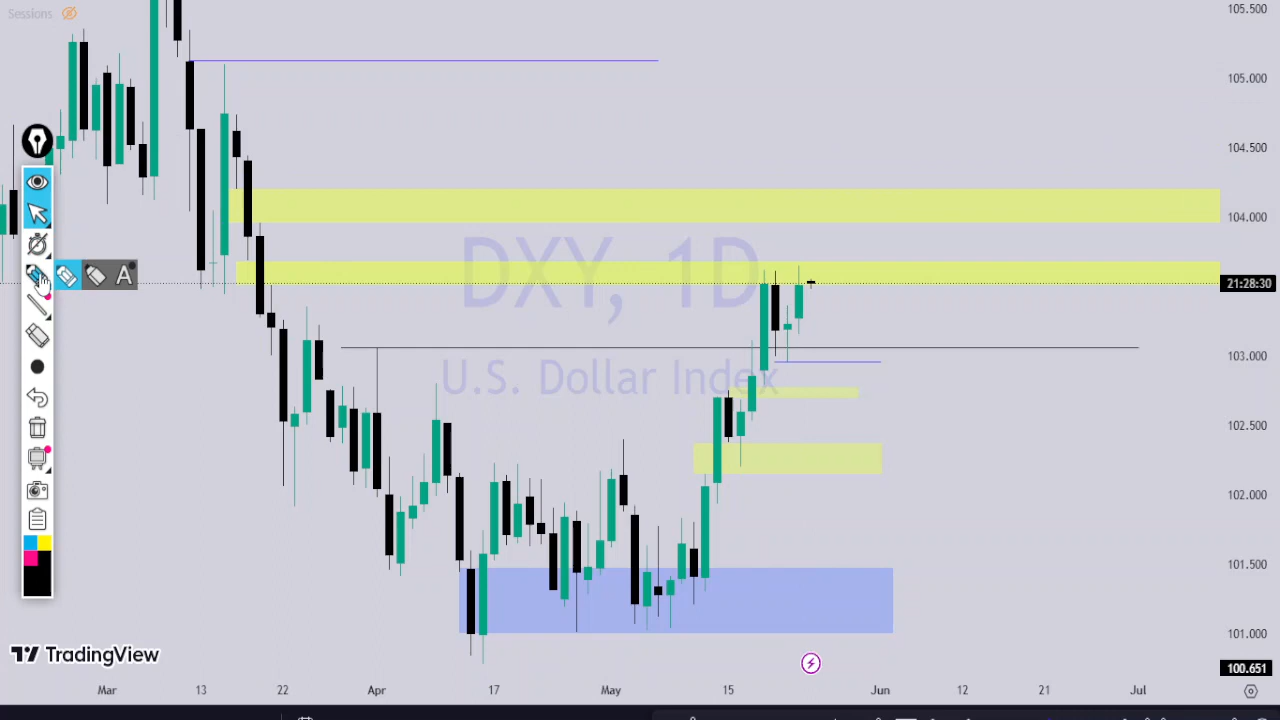 Sessions
105.500
105.000
104.500
104.000
A
DXY, 1D
21:28:30
103.000
U.S. Dollar Index
102.500
102.000
101.500
101.000
TradingView
100.651
Mar
13
22
Apr
17
May
15
Jun
12
21
Jul